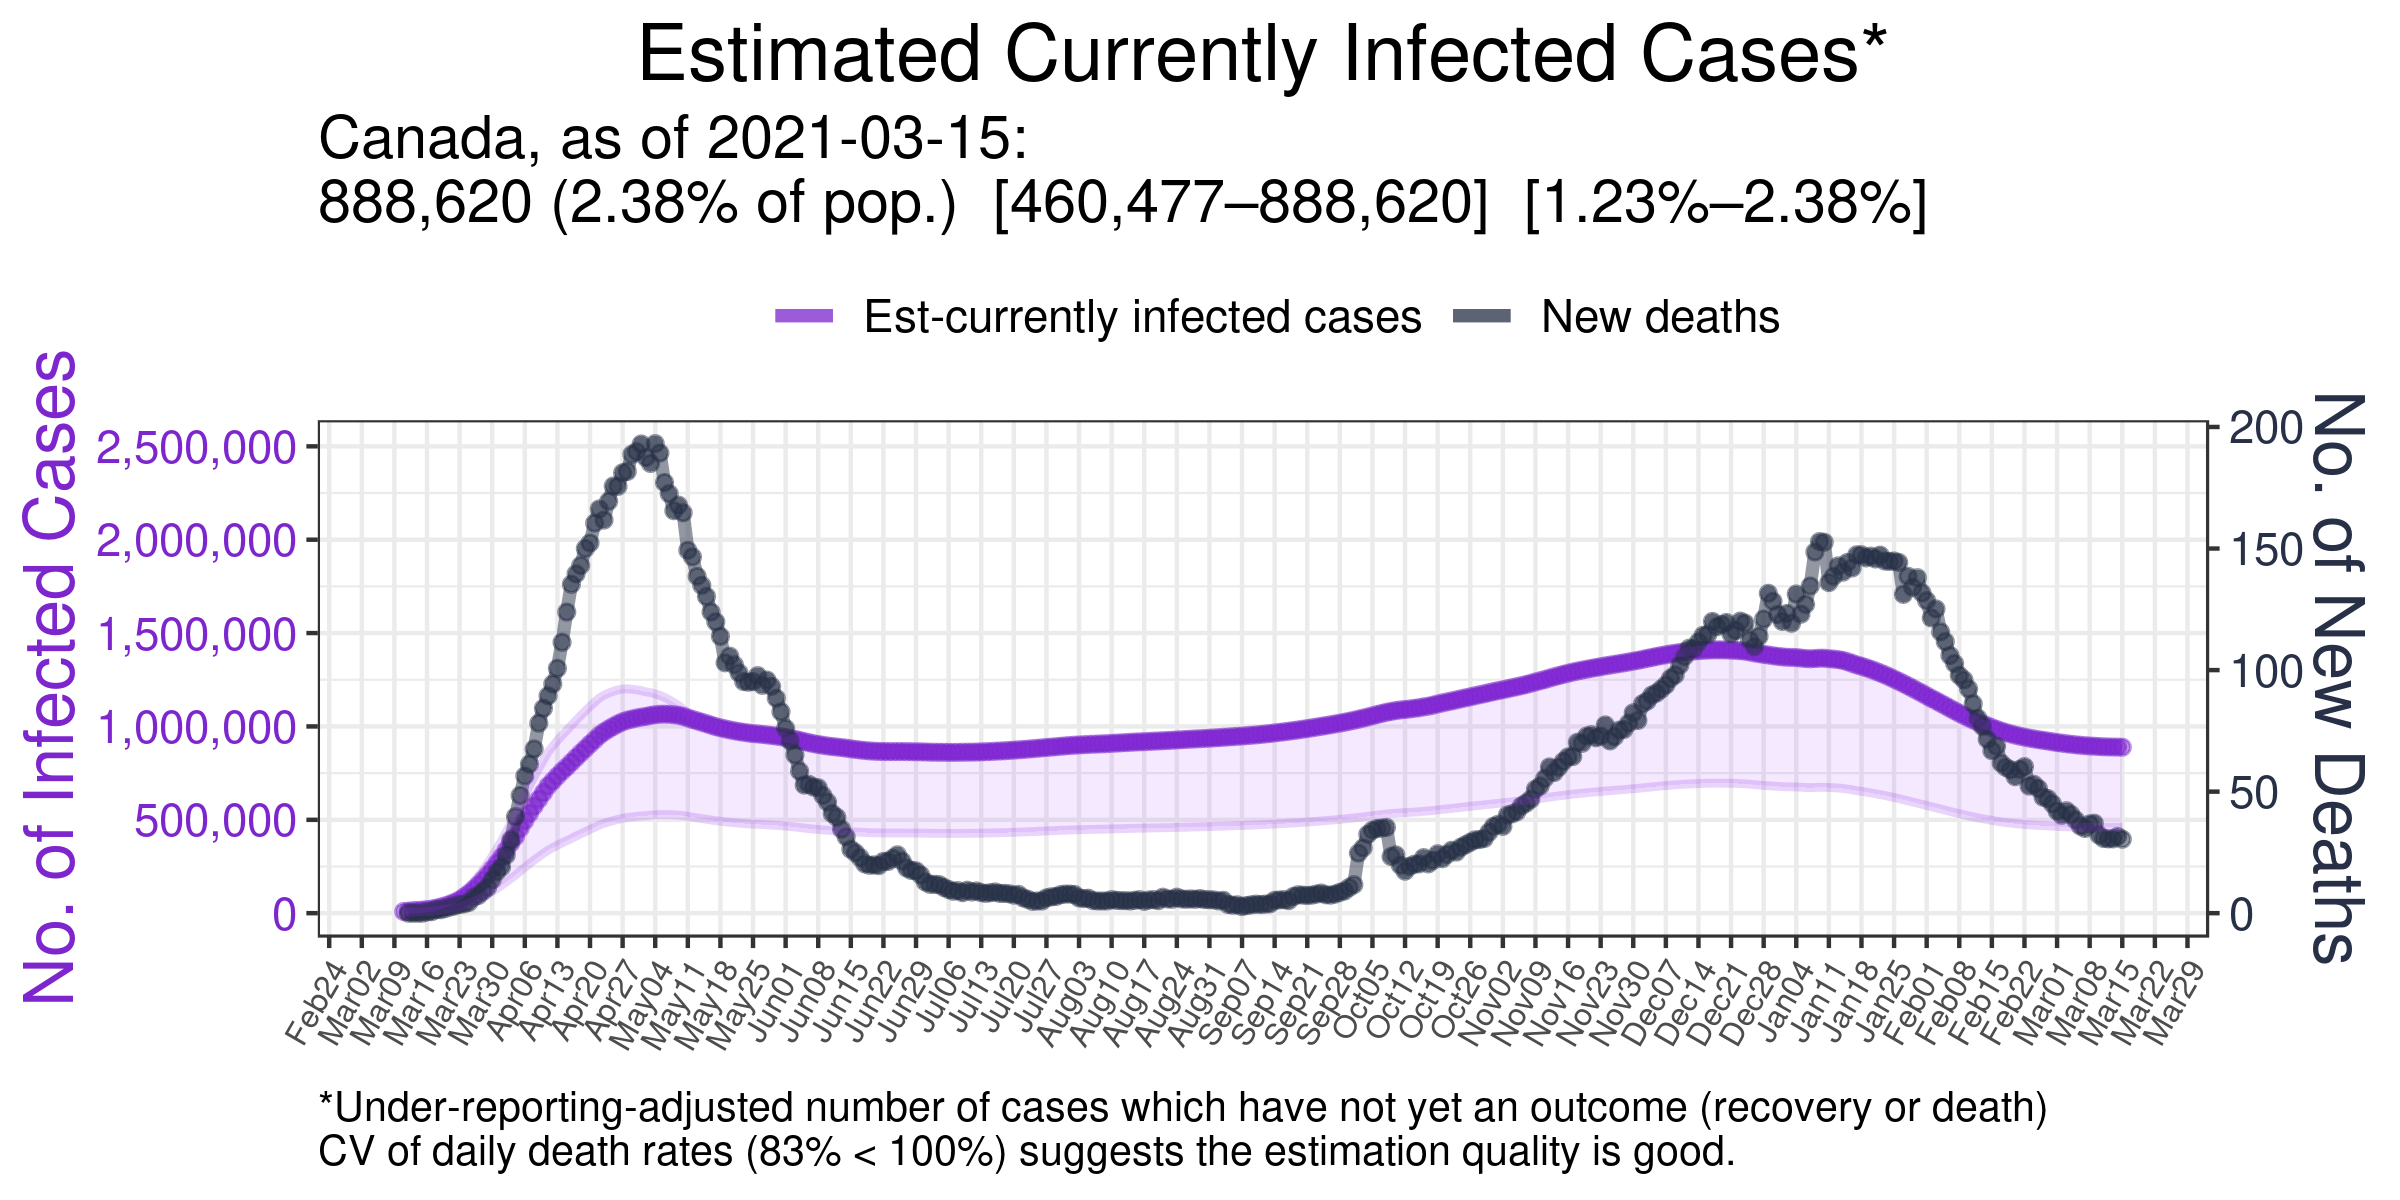 Estimated Currently Infected Cases*
Canada, as of 2021-03-15:
888,620 (2.38% of pop.)  [460,477–888,620]  [1.23%–2.38%]
Est-currently infected cases
New deaths
No. of Infected Cases
2,500,000
2,000,000
1,500,000
1,000,000
500,000
0
No. of New Deaths
200
150
100
50
0
Feb24
Mar02
Mar09
Mar16
Mar23
Mar30
Apr06
Apr13
Apr20
Apr27
May04
May11
May18
May25
Jun01
Jun08
Jun15
Jun22
Jun29
Jul06
Jul13
Jul20
Jul27
Aug03
Aug10
Aug17
Aug24
Aug31
Sep07
Sep14
Sep21
Sep28
Oct05
Oct12
Oct19
Oct26
Nov02
Nov09
Nov16
Nov23
Nov30
Dec07
Dec14
Dec21
Dec28
Jan04
Jan11
Jan18
Jan25
Feb01
Feb08
Feb15
Feb22
Mar01
Mar08
Mar15
Mar22
Mar29
*Under-reporting-adjusted number of cases which have not yet an outcome (recovery or death)
CV of daily death rates (83% < 100%) suggests the estimation quality is good.